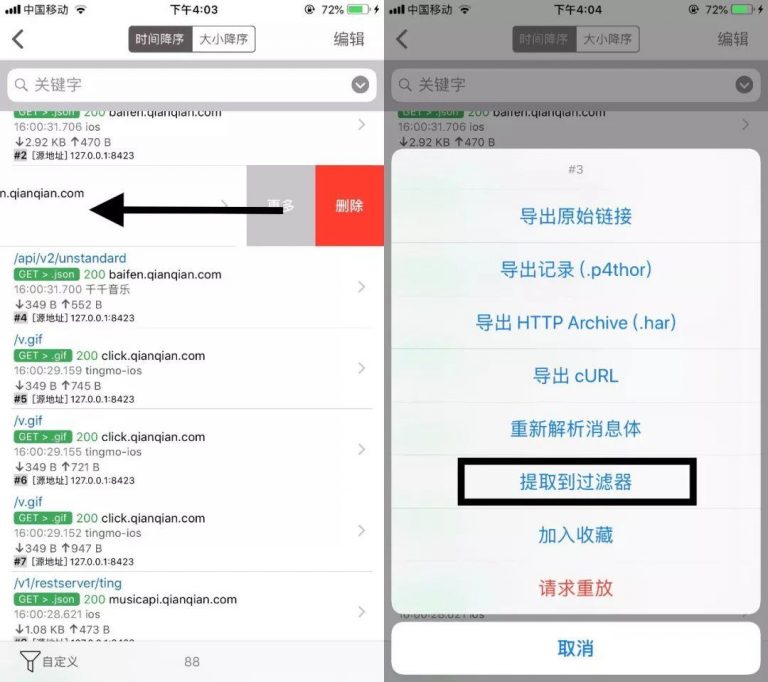 中国移动 下午4:03 72%
时间降序 大小降序 编辑
关键字
GET > .json 200 baifen.qianqian.com
16:00:31.706 ios
↓2.92 KB ↑470 B
#2 [源地址] 127.0.0.1:8423
n.qianqian.com
更多 删除
/api/v2/unstandard
GET > .json 200 baifen.qianqian.com
16:00:31.700 千千音乐
↓349 B ↑552 B
#4 [源地址] 127.0.0.1:8423
/v.gif
GET > .gif 200 click.qianqian.com
16:00:29.159 tingmo-ios
↓349 B ↑745 B
#5 [源地址] 127.0.0.1:8423
/v.gif
GET > .gif 200 click.qianqian.com
16:00:29.155 tingmo-ios
↓349 B ↑721 B
#6 [源地址] 127.0.0.1:8423
/v.gif
GET > .gif 200 click.qianqian.com
16:00:29.152 tingmo-ios
↓349 B ↑947 B
#7 [源地址] 127.0.0.1:8423
/v1/restserver/ting
GET > .json 200 musicapi.qianqian.com
16:00:28.621 ios
↓1.08 KB ↑473 B
自定义 88
中国移动 下午4:04 72%
时间降序 大小降序 编辑
关键字
GET > .json 200 baifen.qianqian.com
16:00:31.706 ios
↓2.92 KB ↑470 B
#3
导出原始链接
导出记录 (.p4thor)
导出 HTTP Archive (.har)
导出 cURL
重新解析消息体
提取到过滤器
加入收藏
请求重放
取消